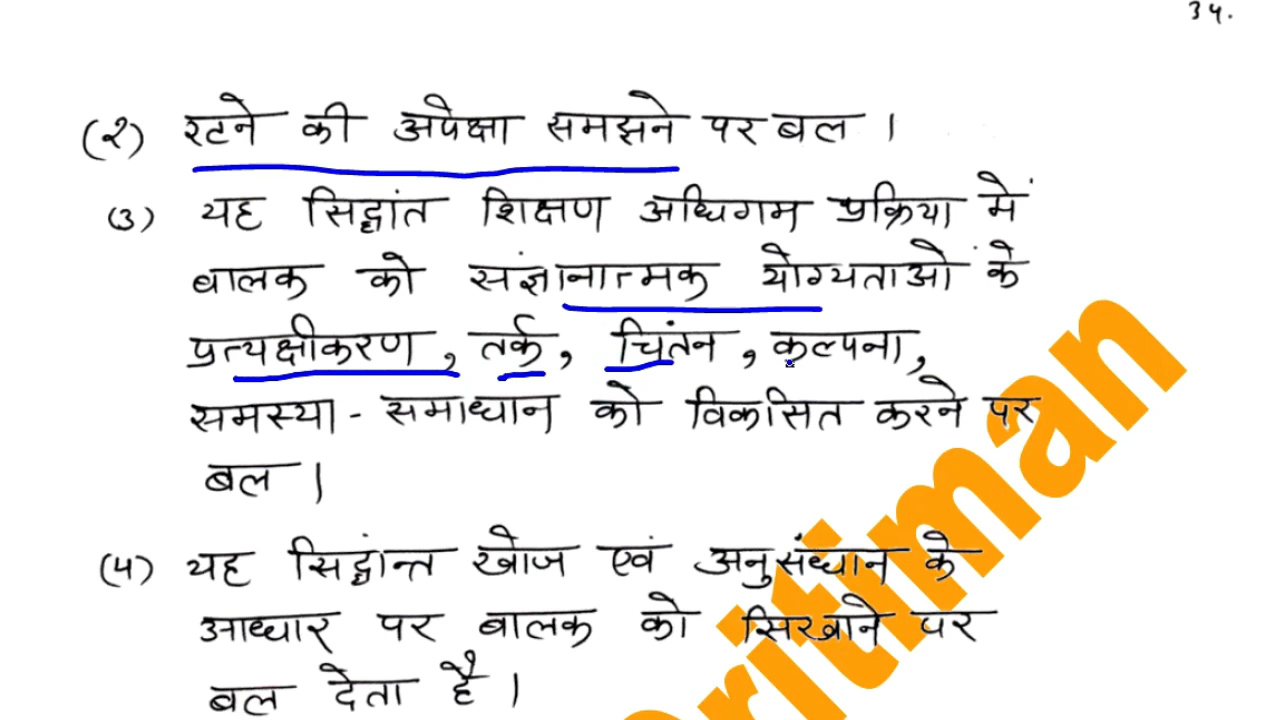 34.
(2) रटने की अपेक्षा समझने पर बल ।
(3) यह सिद्धांत शिक्षण अधिगम प्रक्रिया में
बालक को संज्ञानात्मक योग्यताओं के
प्रत्यक्षीकरण, तर्क, चिंतन, कल्पना,
समस्या - समाधान को विकसित करने पर
बल ।
(4) यह सिद्धांन्त खोज एवं अनुसंधान के
आधार पर बालक को सिखाने पर
बल देता है ।